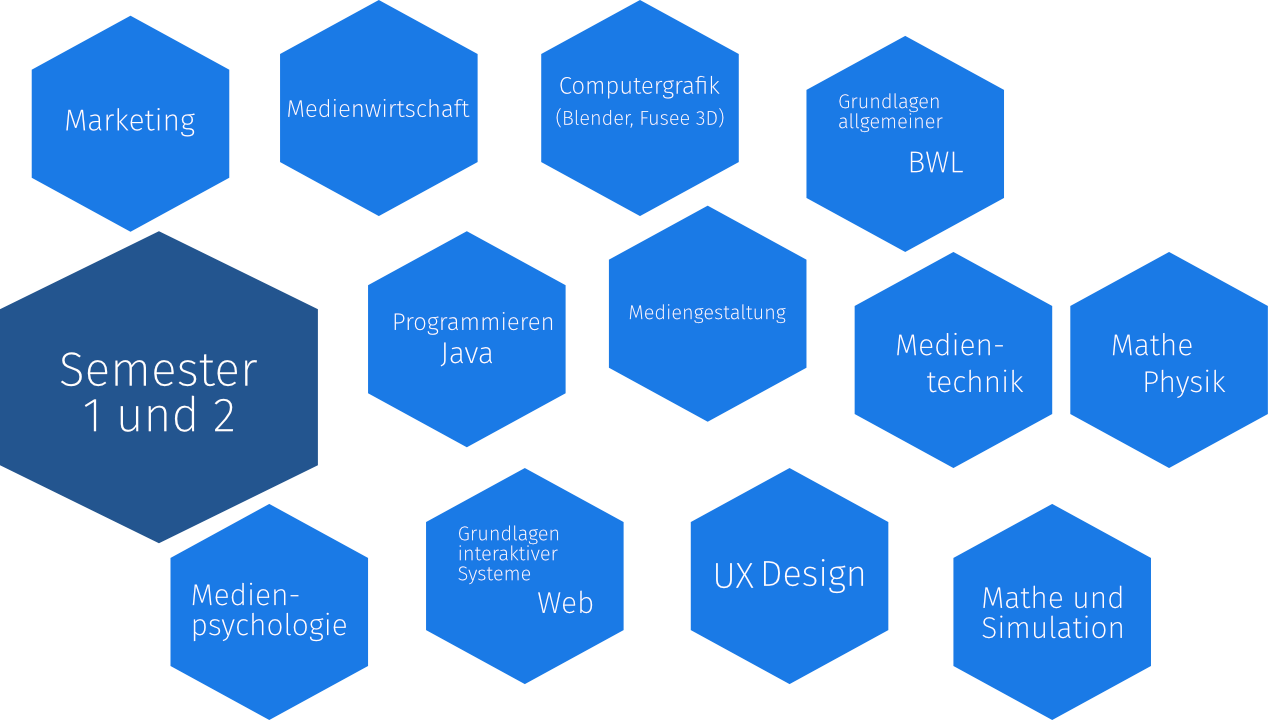 Marketing
Medienwirtschaft
Computergrafik
(Blender, Fusee 3D)
Grundlagen
allgemeiner
BWL
Semester
1 und 2
Programmieren
Java
Mediengestaltung
Medien-
technik
Mathe
Physik
Medien-
psychologie
Grundlagen
interaktiver
Systeme
Web
UX Design
Mathe und
Simulation